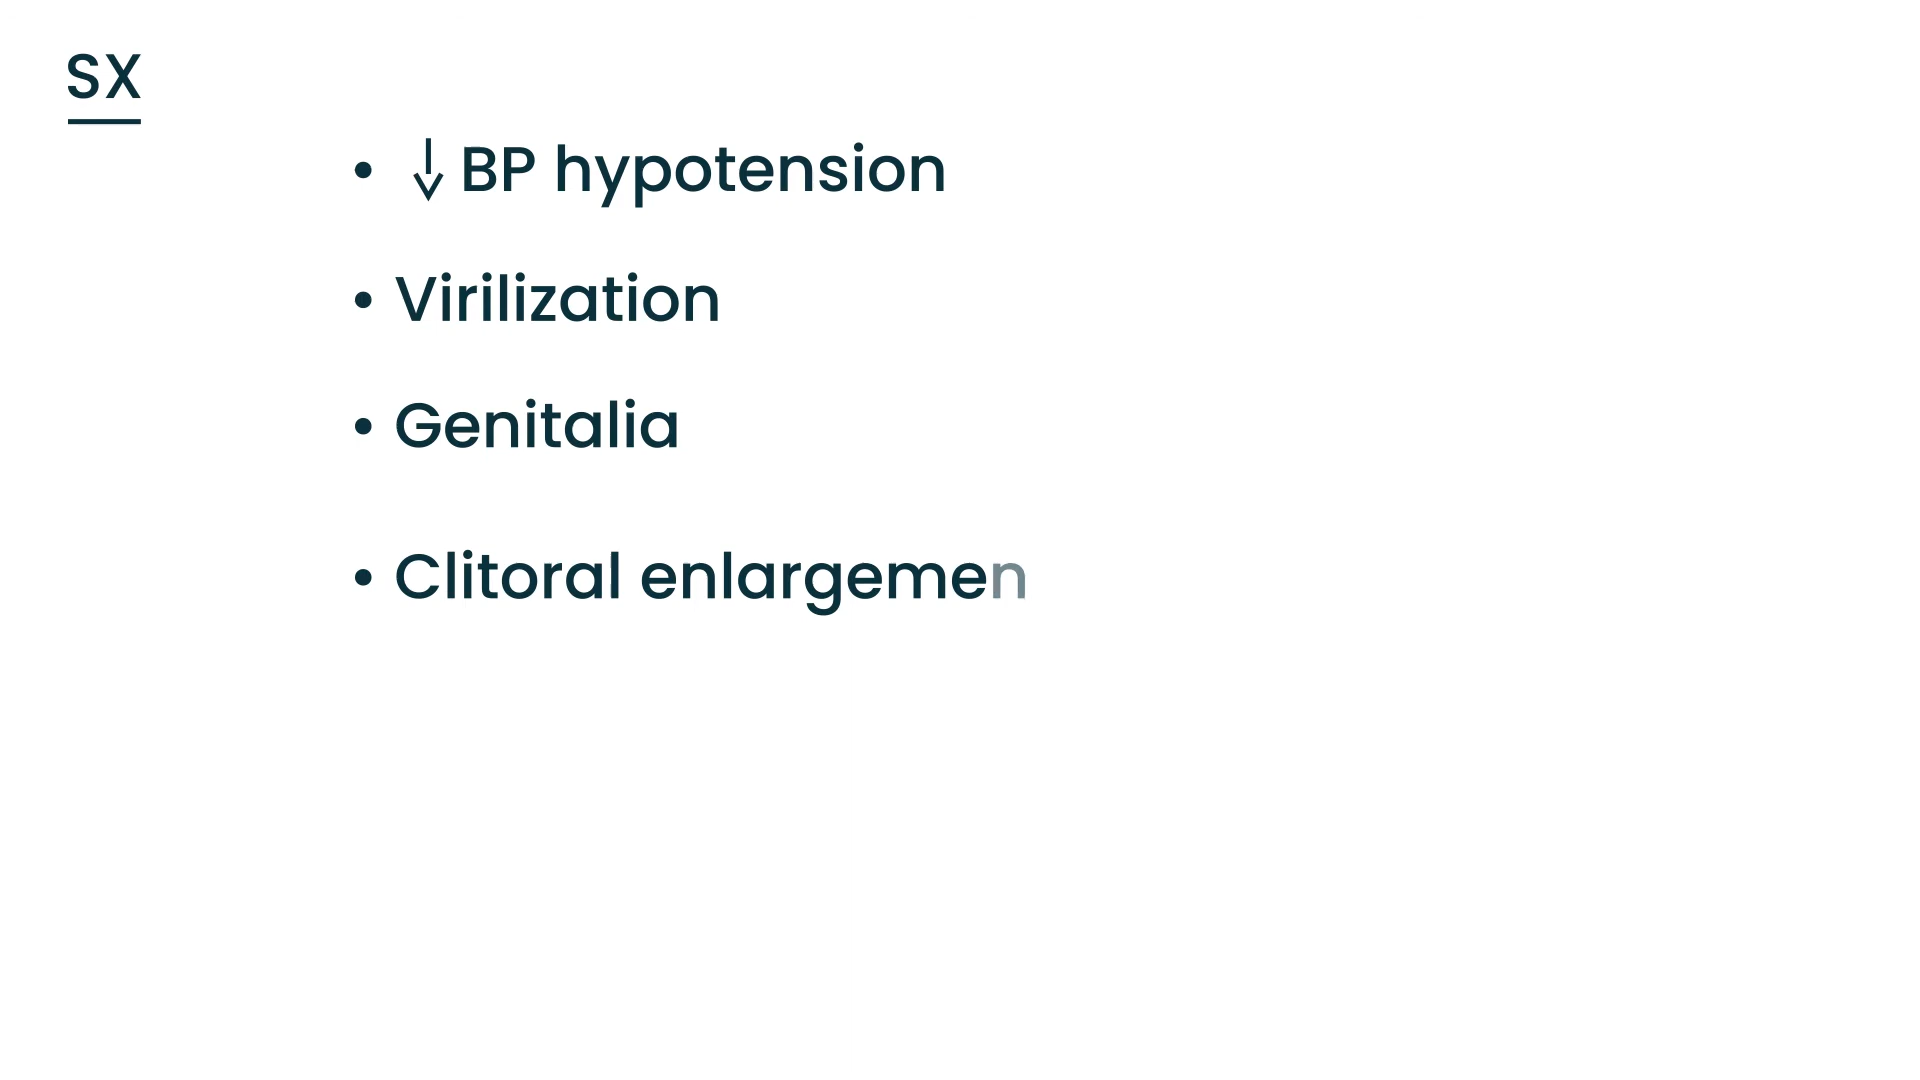 SX
• ↓ BP hypotension
• Virilization
• Genitalia
• Clitoral enlargemen